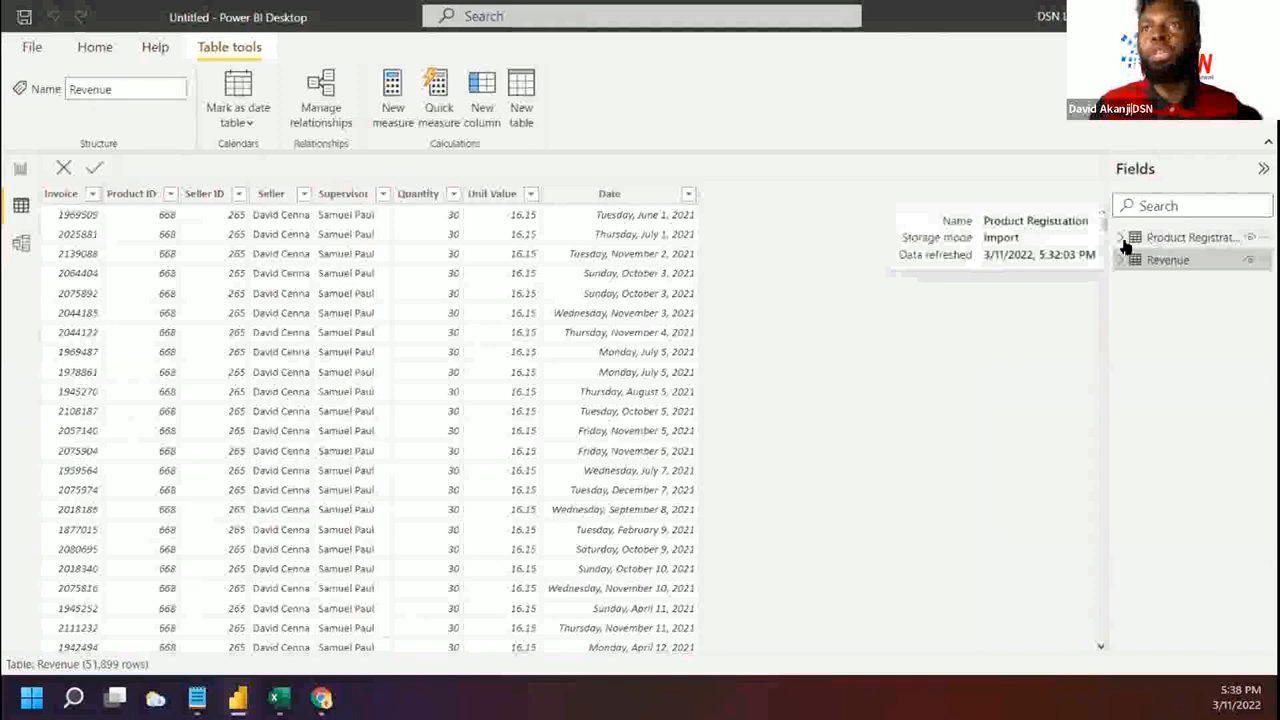 Untitled - Power BI Desktop
Search
File Home Help Table tools
David Akanji|DSN
Name Revenue
Mark as date table
Manage relationships
New measure
Quick measure
New column
New table
Structure Calendars Relationships Calculations
Fields
Search
Product Registrat...
Revenue
Name Product Registration
Storage mode Import
Data refreshed 3/11/2022, 5:32:03 PM
Invoice Product ID Seller ID Seller Supervisor Quantity Unit Value Date
1969509 668 265 David Cenna Samuel Paul 30 16.15 Tuesday, June 1, 2021
2025881 668 265 David Cenna Samuel Paul 30 16.15 Thursday, July 1, 2021
2139088 668 265 David Cenna Samuel Paul 30 16.15 Tuesday, November 2, 2021
2064404 668 265 David Cenna Samuel Paul 30 16.15 Sunday, October 3, 2021
2075892 668 265 David Cenna Samuel Paul 30 16.15 Sunday, October 3, 2021
2044185 668 265 David Cenna Samuel Paul 30 16.15 Wednesday, November 3, 2021
2044122 668 265 David Cenna Samuel Paul 30 16.15 Thursday, November 4, 2021
1969487 668 265 David Cenna Samuel Paul 30 16.15 Monday, July 5, 2021
1978861 668 265 David Cenna Samuel Paul 30 16.15 Monday, July 5, 2021
1945270 668 265 David Cenna Samuel Paul 30 16.15 Thursday, August 5, 2021
2108187 668 265 David Cenna Samuel Paul 30 16.15 Tuesday, October 5, 2021
2057140 668 265 David Cenna Samuel Paul 30 16.15 Friday, November 5, 2021
2075904 668 265 David Cenna Samuel Paul 30 16.15 Friday, November 5, 2021
1959564 668 265 David Cenna Samuel Paul 30 16.15 Wednesday, July 7, 2021
2075974 668 265 David Cenna Samuel Paul 30 16.15 Tuesday, December 7, 2021
2018186 668 265 David Cenna Samuel Paul 30 16.15 Wednesday, September 8, 2021
1877015 668 265 David Cenna Samuel Paul 30 16.15 Tuesday, February 9, 2021
2080695 668 265 David Cenna Samuel Paul 30 16.15 Saturday, October 9, 2021
2018340 668 265 David Cenna Samuel Paul 30 16.15 Sunday, October 10, 2021
2075816 668 265 David Cenna Samuel Paul 30 16.15 Wednesday, November 10, 2021
1945252 668 265 David Cenna Samuel Paul 30 16.15 Sunday, April 11, 2021
2111232 668 265 David Cenna Samuel Paul 30 16.15 Thursday, November 11, 2021
1942494 668 265 David Cenna Samuel Paul 30 16.15 Monday, April 12, 2021
Table: Revenue (51,899 rows)
5:38 PM
3/11/2022